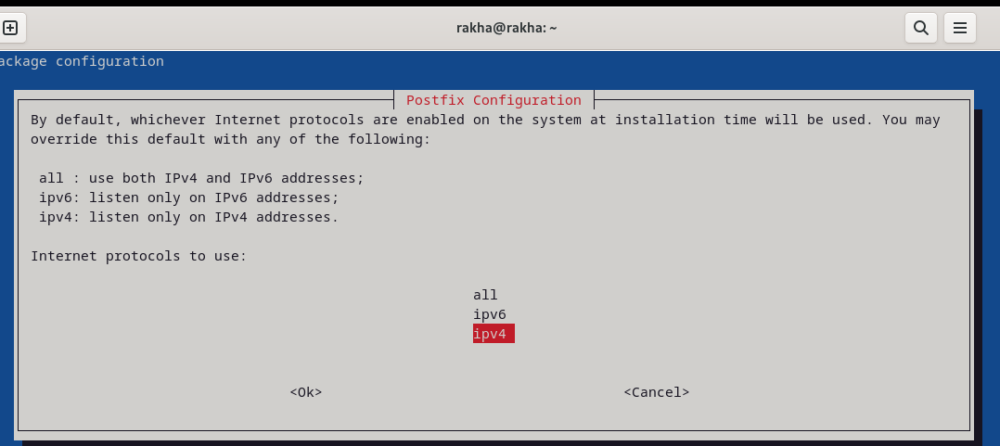 rakha@rakha: ~
ackage configuration
Postfix Configuration
By default, whichever Internet protocols are enabled on the system at installation time will be used. You may
override this default with any of the following:
all : use both IPv4 and IPv6 addresses;
ipv6: listen only on IPv6 addresses;
ipv4: listen only on IPv4 addresses.
Internet protocols to use:
all
ipv6
ipv4
<Ok> <Cancel>